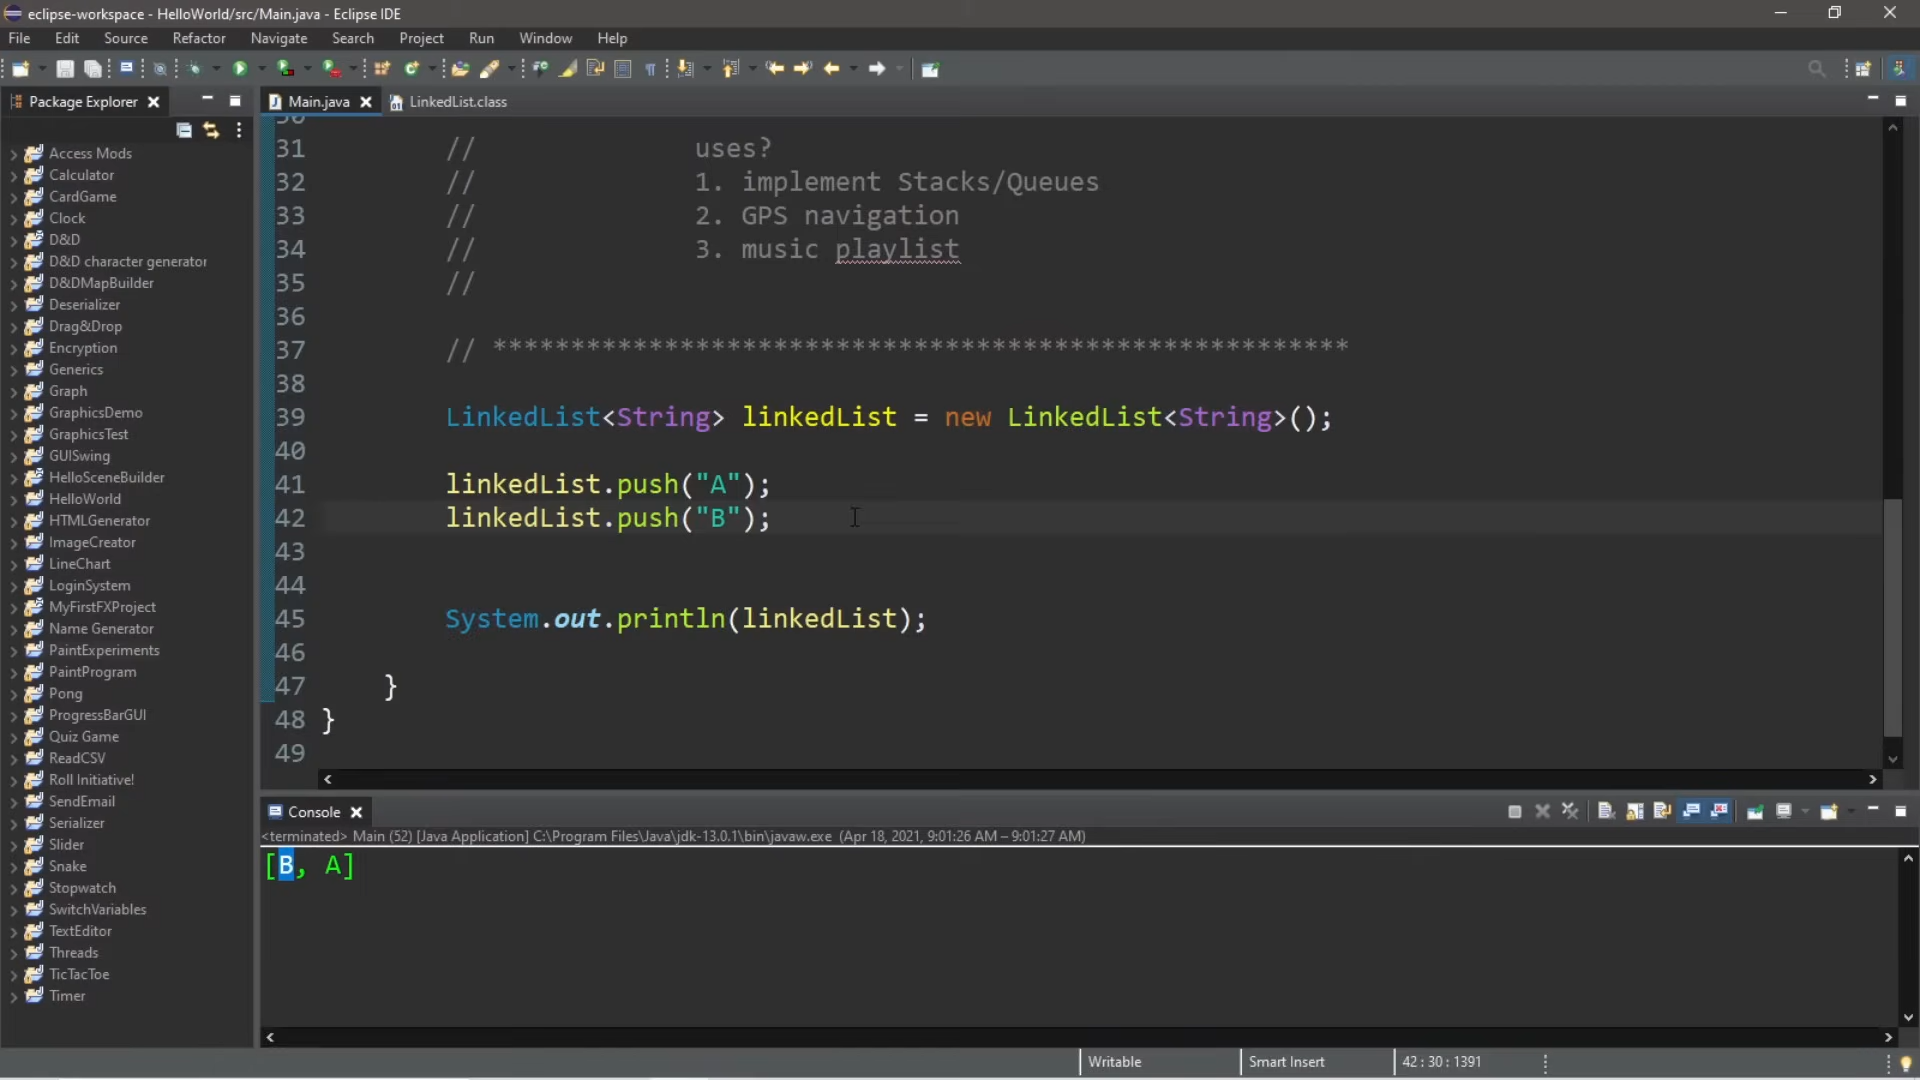 eclipse-workspace - HelloWorld/src/Main.java - Eclipse IDE
File Edit Source Refactor Navigate Search Project Run Window Help
Package Explorer
Main.java LinkedList.class
Access Mods
Calculator
CardGame
Clock
D&D
D&D character generator
D&DMapBuilder
Deserializer
Drag&Drop
Encryption
Generics
Graph
GraphicsDemo
GraphicsTest
GUISwing
HelloSceneBuilder
HelloWorld
HTMLGenerator
ImageCreator
LineChart
LoginSystem
MyFirstFXProject
Name Generator
PaintExperiments
PaintProgram
Pong
ProgressBarGUI
Quiz Game
ReadCSV
Roll Initiative!
SendEmail
Serializer
Slider
Snake
Stopwatch
SwitchVariables
TextEditor
Threads
TicTacToe
Timer
30
31 // uses?
32 // 1. implement Stacks/Queues
33 // 2. GPS navigation
34 // 3. music playlist
35 //
36
37 // *******************************************************
38
39 LinkedList<String> linkedList = new LinkedList<String>();
40
41 linkedList.push("A");
42 linkedList.push("B");
43
44
45 System.out.println(linkedList);
46
47 }
48 }
49
Console
<terminated> Main (52) [Java Application] C:\Program Files\Java\jdk-13.0.1\bin\javaw.exe (Apr 18, 2021, 9:01:26 AM – 9:01:27 AM)
[B, A]
Writable Smart Insert 42 : 30 : 1391